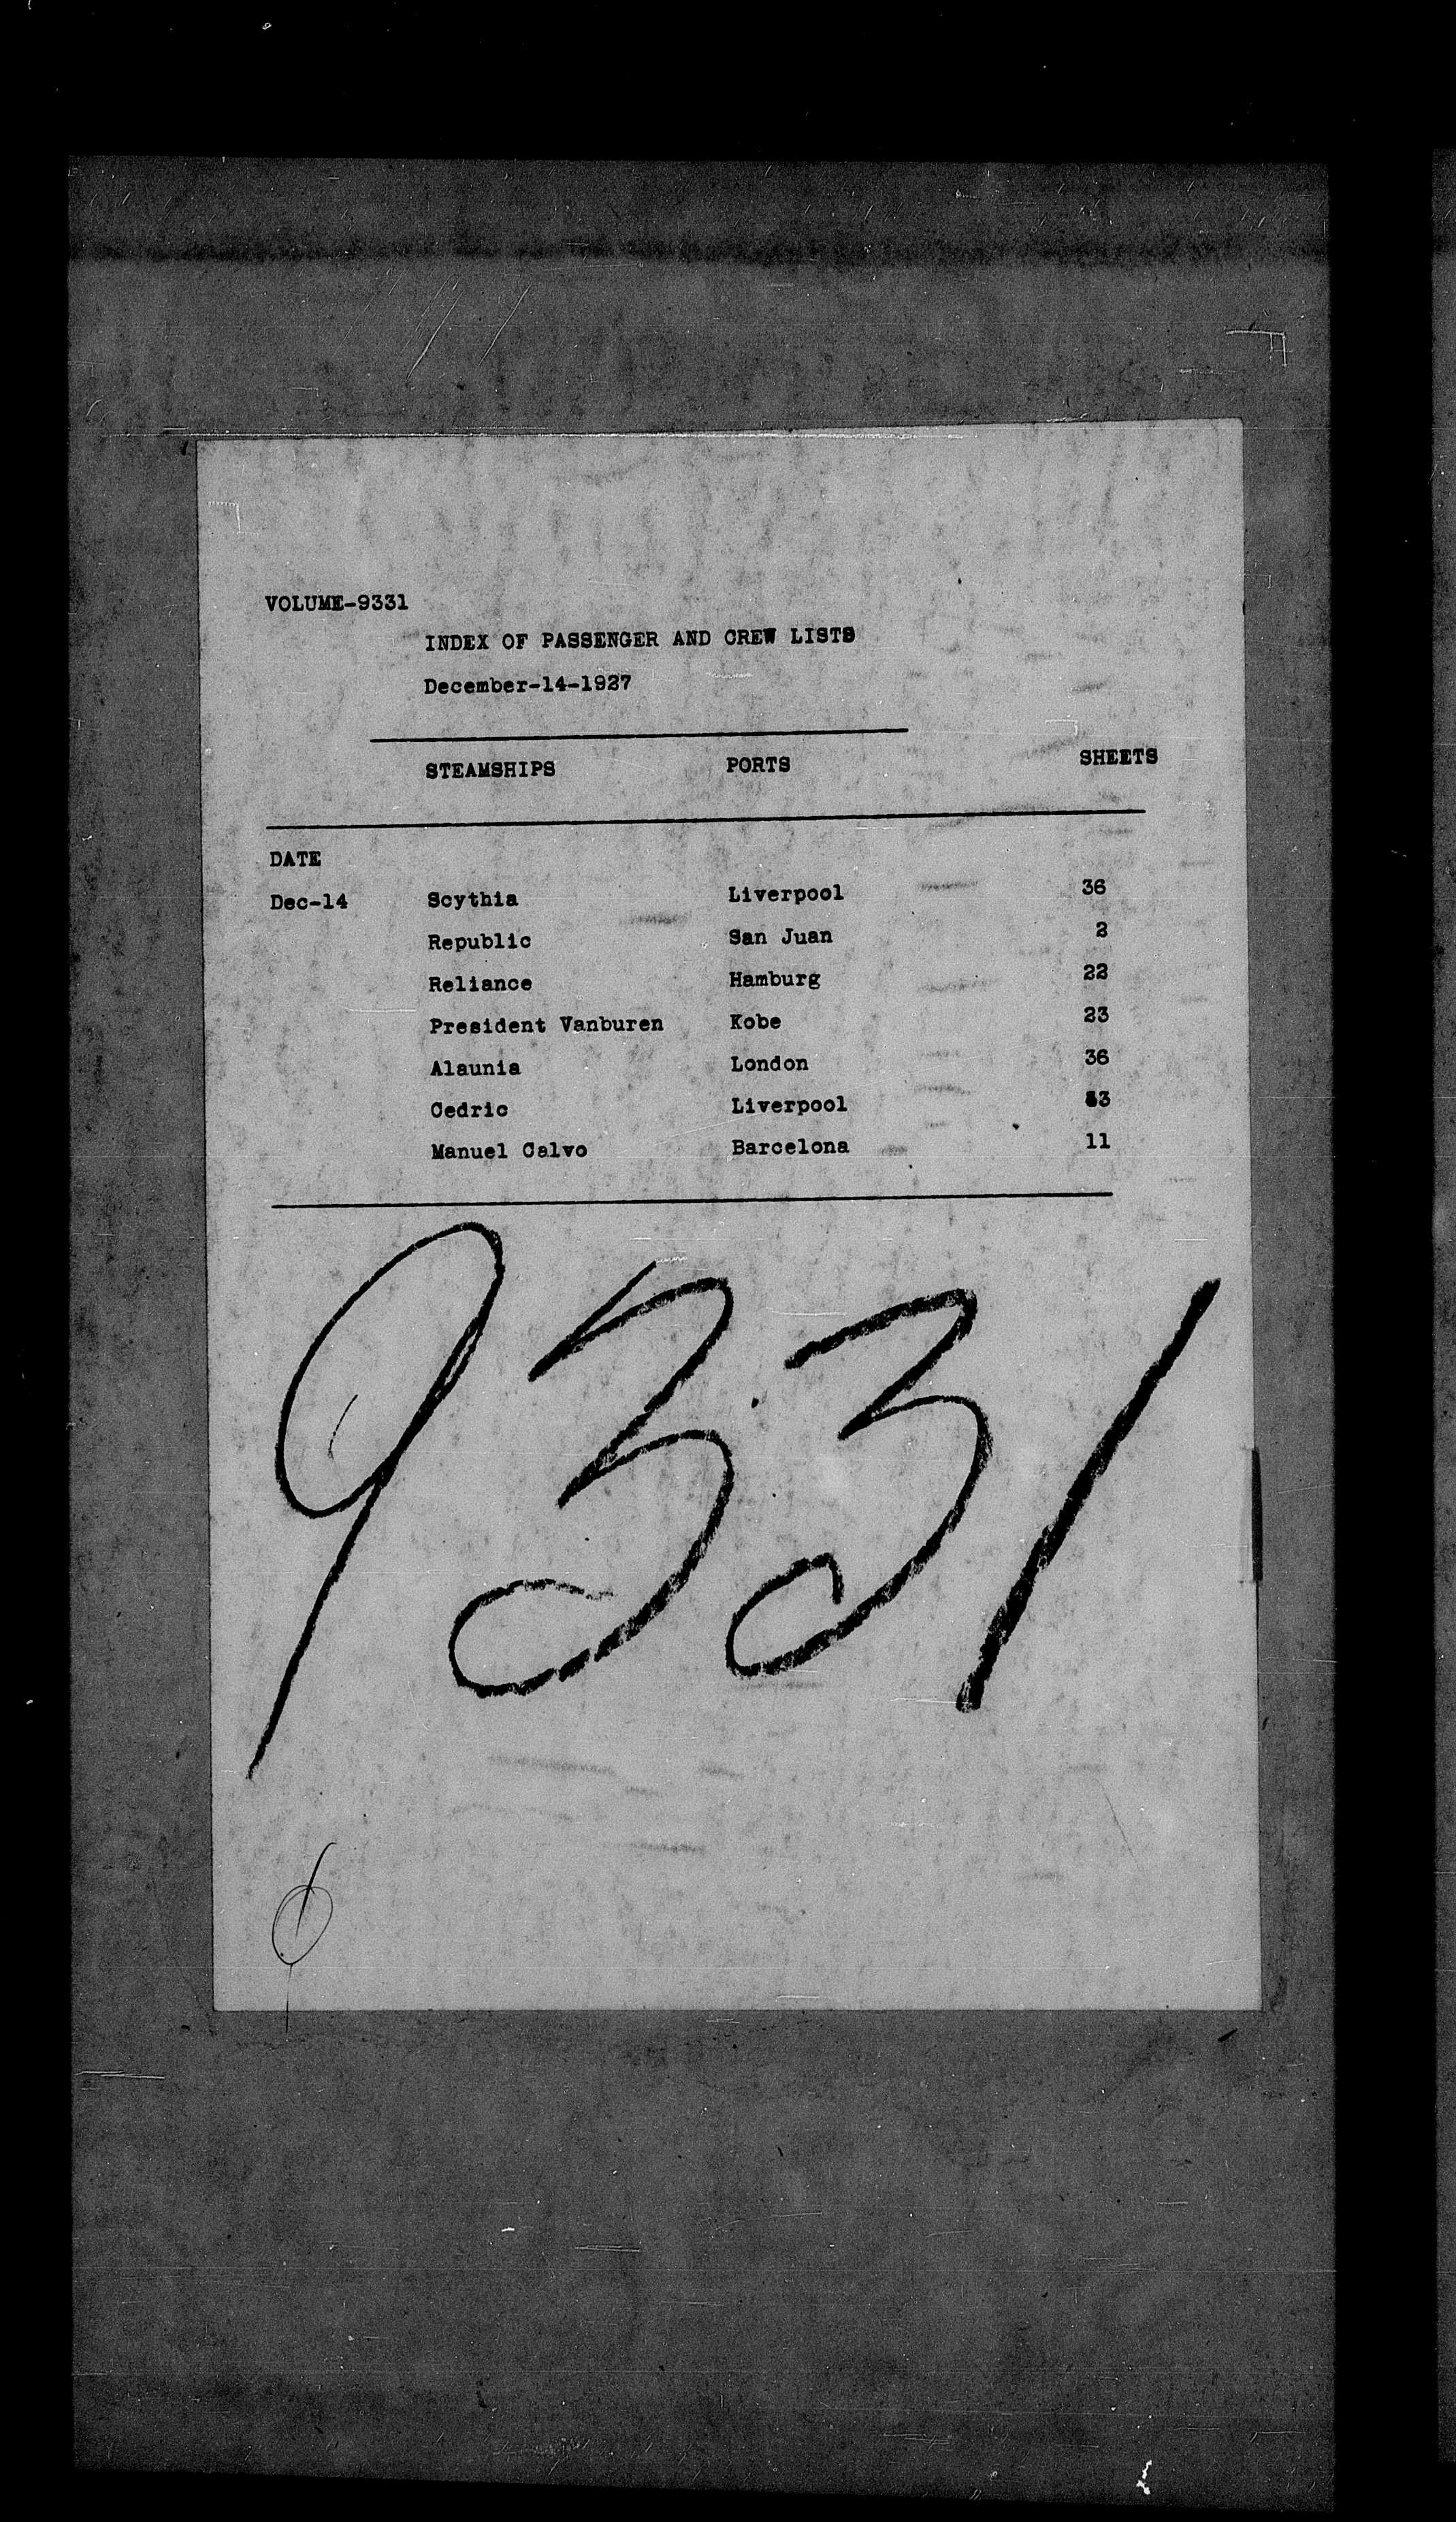 VOLUME-9331
INDEX OF PASSENGER AND CREW LISTS
December-14-1927
STEAMSHIPS PORTS SHEETS
DATE
Dec-14 Scythia Liverpool 36
Republic San Juan 2
Reliance Hamburg 22
President Vanburen Kobe 23
Alaunia London 36
Cedric Liverpool
Manuel Calvo Barcelona 11
9331